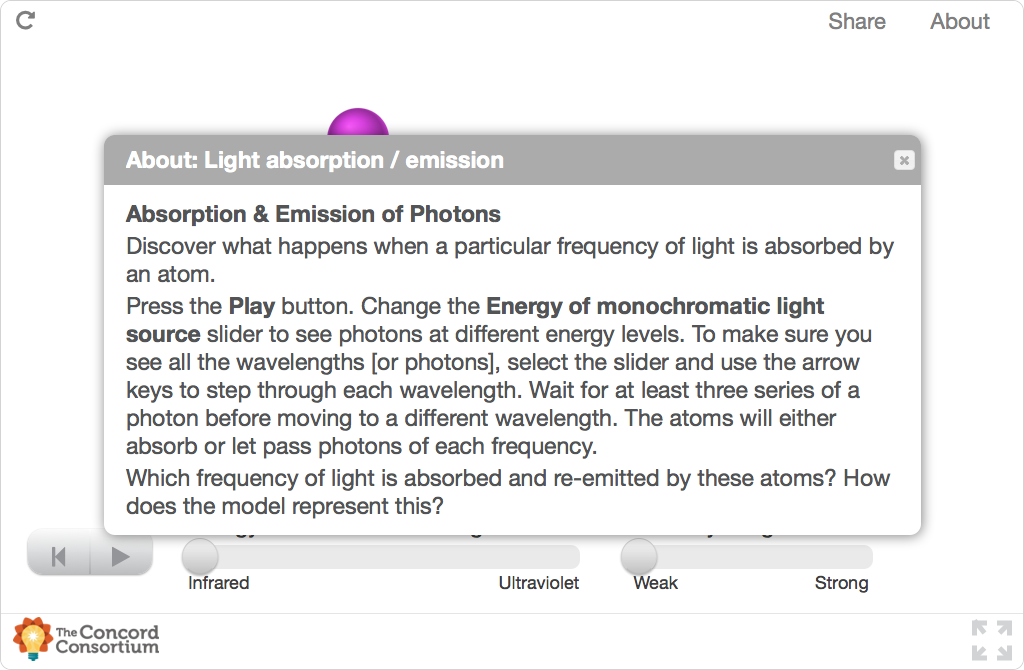 Share About
About: Light absorption / emission
Absorption & Emission of Photons
Discover what happens when a particular frequency of light is absorbed by
an atom.
Press the Play button. Change the Energy of monochromatic light
source slider to see photons at different energy levels. To make sure you
see all the wavelengths [or photons], select the slider and use the arrow
keys to step through each wavelength. Wait for at least three series of a
photon before moving to a different wavelength. The atoms will either
absorb or let pass photons of each frequency.
Which frequency of light is absorbed and re-emitted by these atoms? How
does the model represent this?
Infrared Ultraviolet Weak Strong
The Concord
Consortium